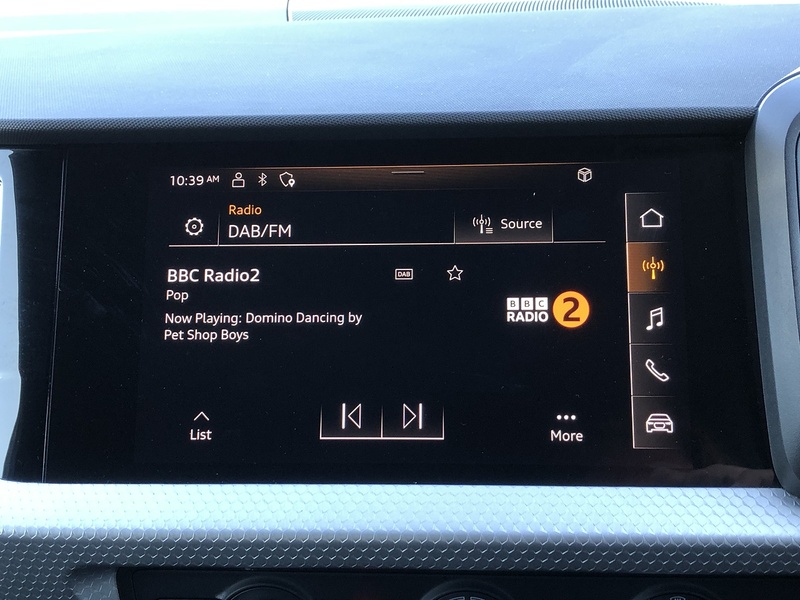 10:39 AM
Radio
DAB/FM
Source
BBC Radio2
DAB
Pop
Now Playing: Domino Dancing by
Pet Shop Boys
BBC
RADIO 2
List
More